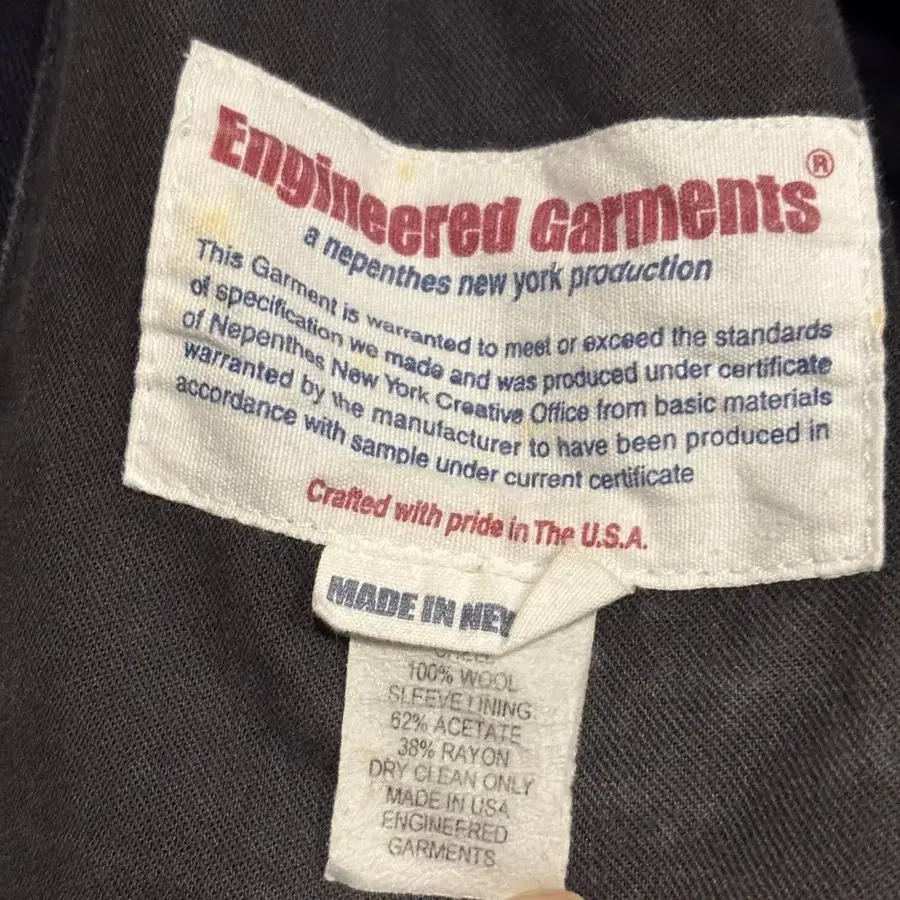 Engineered Garments®
a nepenthes new york production
This Garment is warranted to meet or exceed the standards
of specification we made and was produced under certificate
of Nepenthes New York Creative Office from basic materials
warranted by the manufacturer to have been produced in
accordance with sample under current certificate
Crafted with pride in The U.S.A.
MADE IN
100% WOOL
SLEEVE LINING
62% ACETATE
38% RAYON
DRY CLEAN ONLY
MADE IN USA
ENGINEERED
GARMENTS